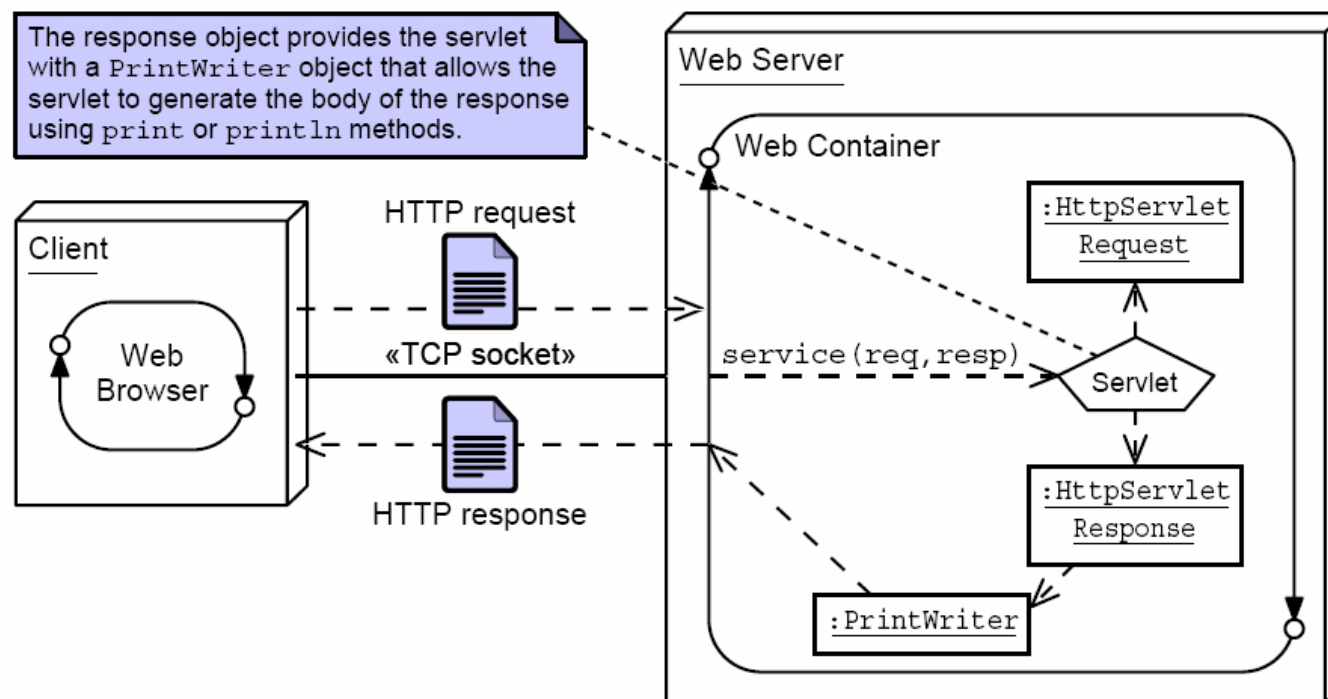 The response object provides the servlet
with a PrintWriter object that allows the
servlet to generate the body of the response
using print or println methods.
Web Server
Web Container
HTTP request
:HttpServlet
Request
Client
Web
Browser
«TCP socket»
service(req,resp)
Servlet
HTTP response
:HttpServlet
Response
:PrintWriter